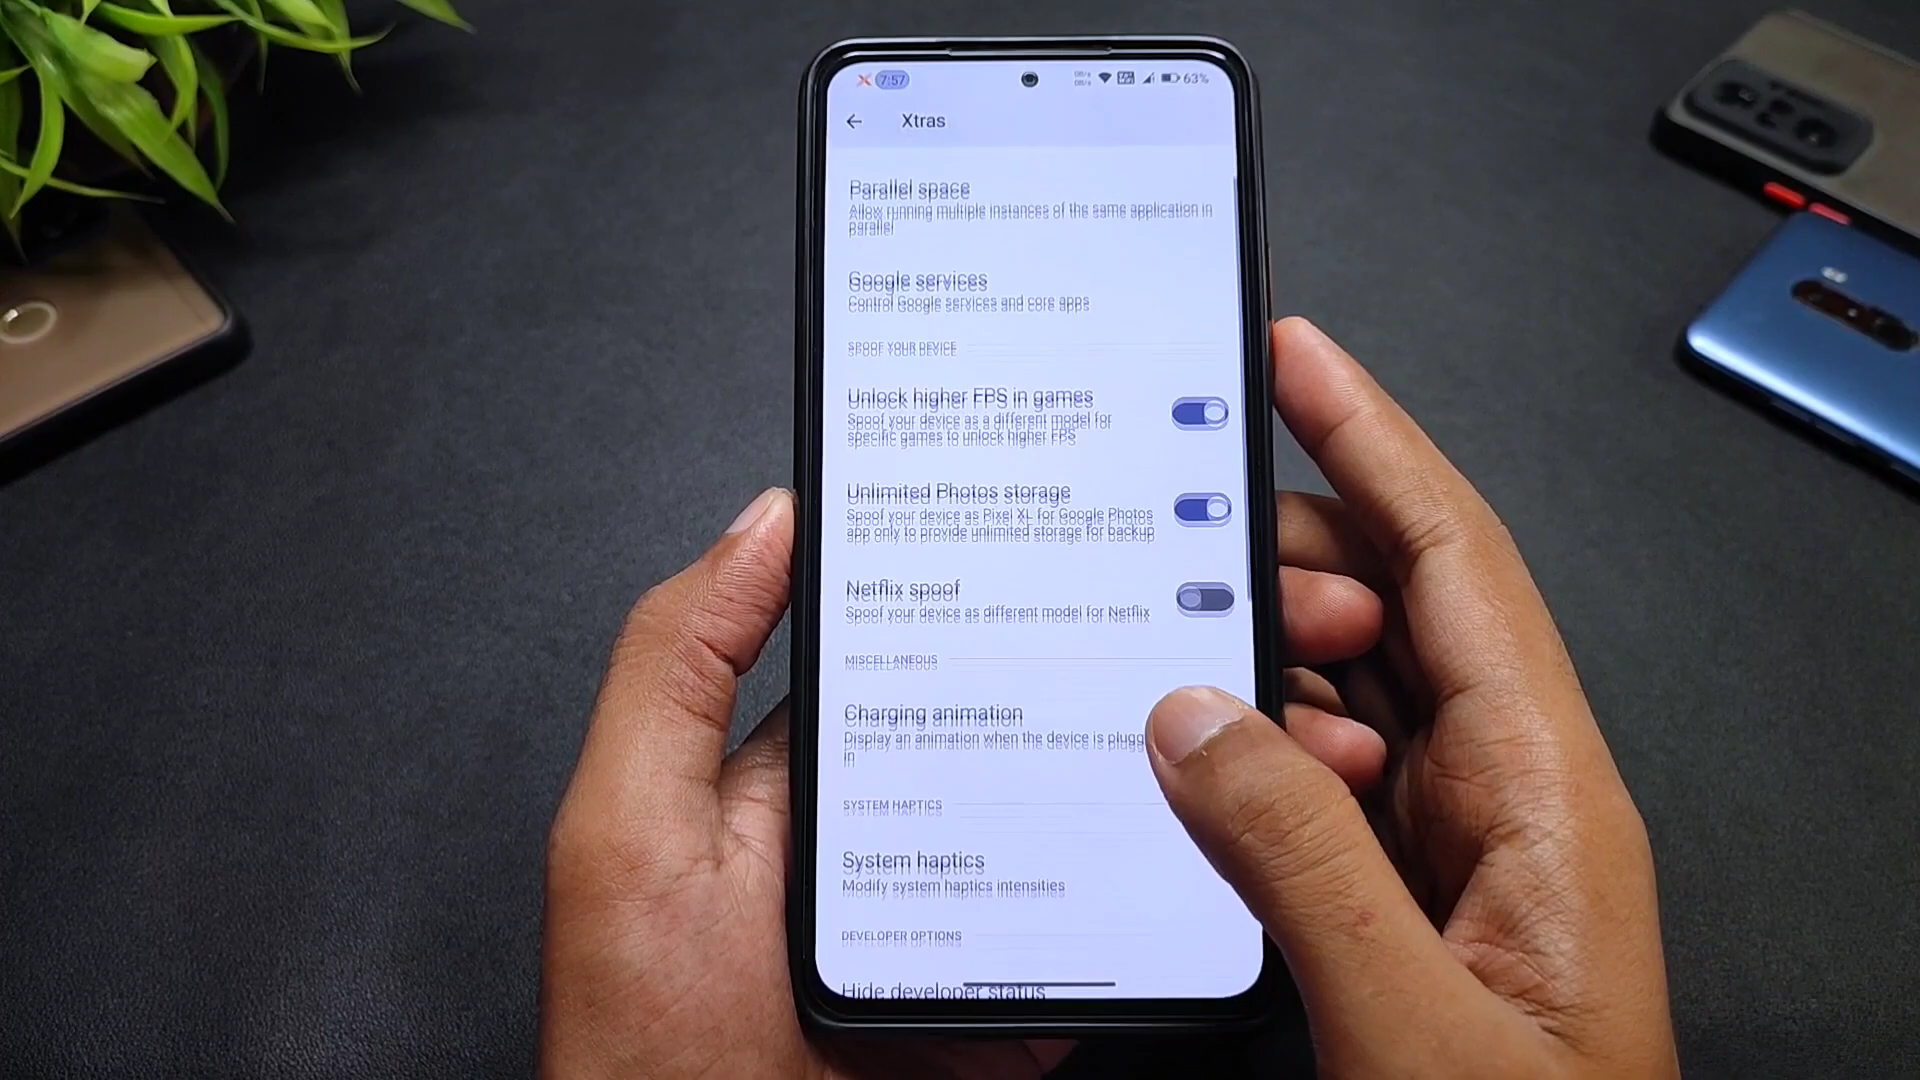 7:57
63%
Xtras
Parallel space
Allow running multiple instances of the same application in
parallel
Google services
Control Google services and core apps
SPOOF YOUR DEVICE
Unlock higher FPS in games
Spoof your device as a different model for
specific games to unlock higher FPS
Unlimited Photos storage
Spoof your device as Pixel XL for Google Photos
app only to provide unlimited storage for backup
Netflix spoof
Spoof your device as different model for Netflix
MISCELLANEOUS
Charging animation
Display an animation when the device is plugg
in
SYSTEM HAPTICS
System haptics
Modify system haptics intensities
DEVELOPER OPTIONS
Hide developer status